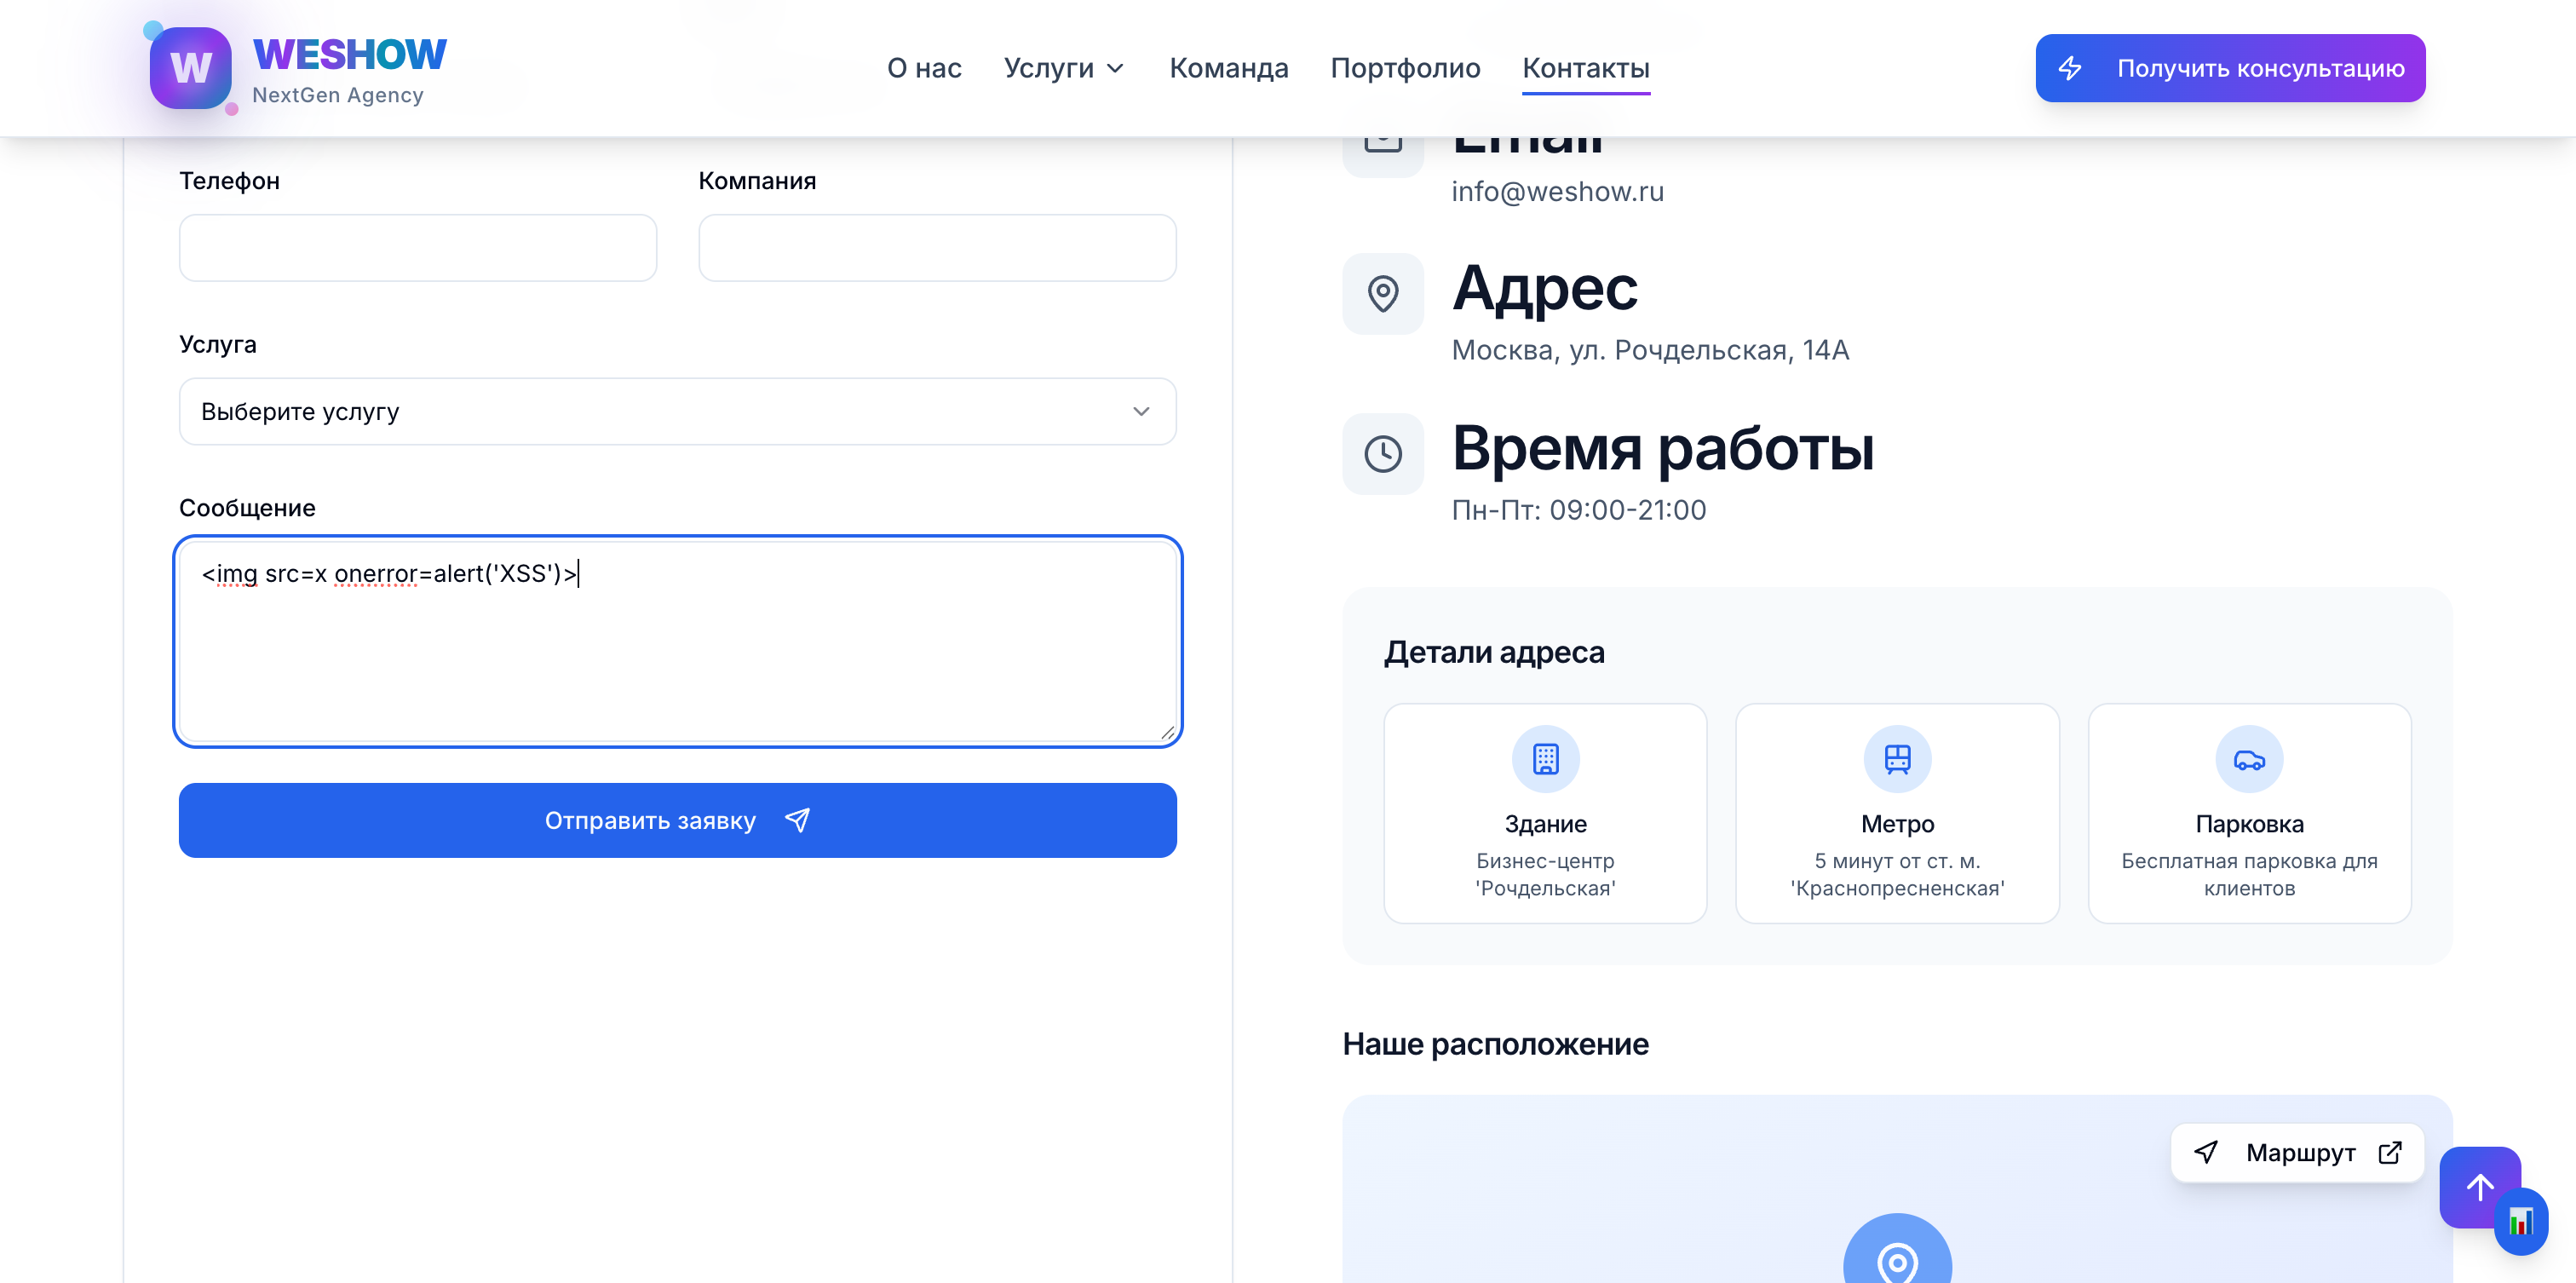 W
WESHOW
NextGen Agency
О нас
Услуги
Команда
Портфолио
Контакты
Получить консультацию
Телефон
Компания
Услуга
Выберите услугу
Сообщение
<img src=x onerror=alert('XSS')>
Отправить заявку
Email
info@weshow.ru
Адрес
Москва, ул. Рочдельская, 14А
Время работы
Пн-Пт: 09:00-21:00
Детали адреса
Здание
Бизнес-центр
'Рочдельская'
Метро
5 минут от ст. м.
'Краснопресненская'
Парковка
Бесплатная парковка для
клиентов
Наше расположение
Маршрут